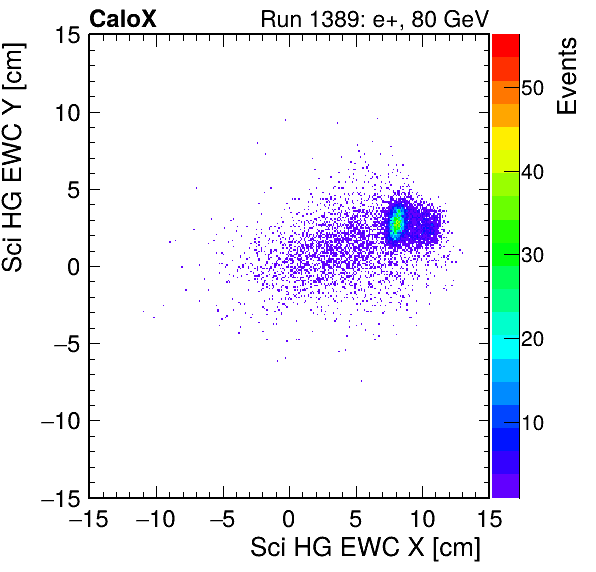 CaloX Run 1389: e+, 80 GeV
Sci HG EWC Y [cm]
15
10
5
0
−5
−10
−15
−15 −10 −5 0 5 10 15
Sci HG EWC X [cm]
Events
50
40
30
20
10